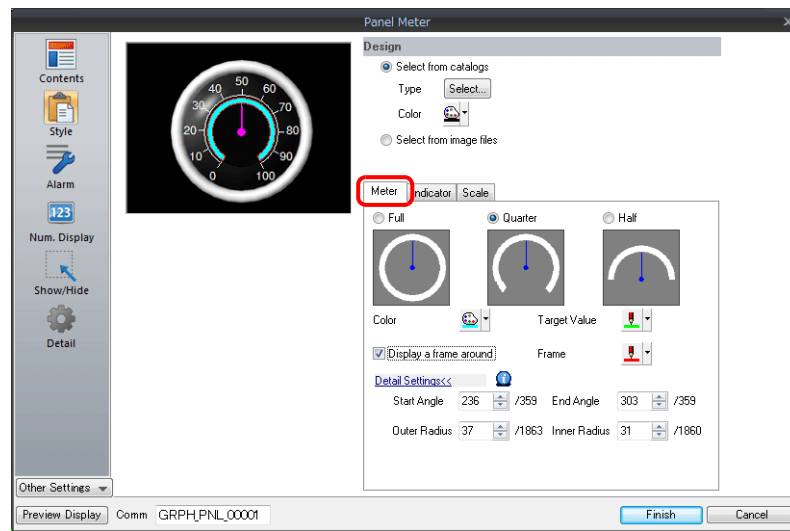 Panel Meter
x
Contents
Style
Alarm
123
Num. Display
Show/Hide
Detail
Other Settings
0 10 20 30 40 50 60 70 80 90 100
Design
Select from catalogs
Type Select...
Color
Select from image files
Meter Indicator Scale
Full Quarter Half
Color Target Value
Display a frame around Frame
Detail Settings<<
Start Angle 236 /359 End Angle 303 /359
Outer Radius 37 /1863 Inner Radius 31 /1860
Preview Display Comm GRPH_PNL_00001 Finish Cancel